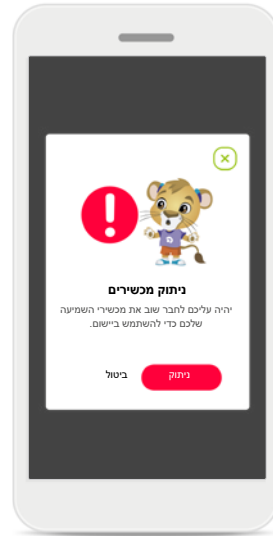 ניתוק מכשירים
יהיה עליכם לחבר שוב את מכשירי השמיעה
שלכם כדי להשתמש ביישום.
ניתוק
ביטול